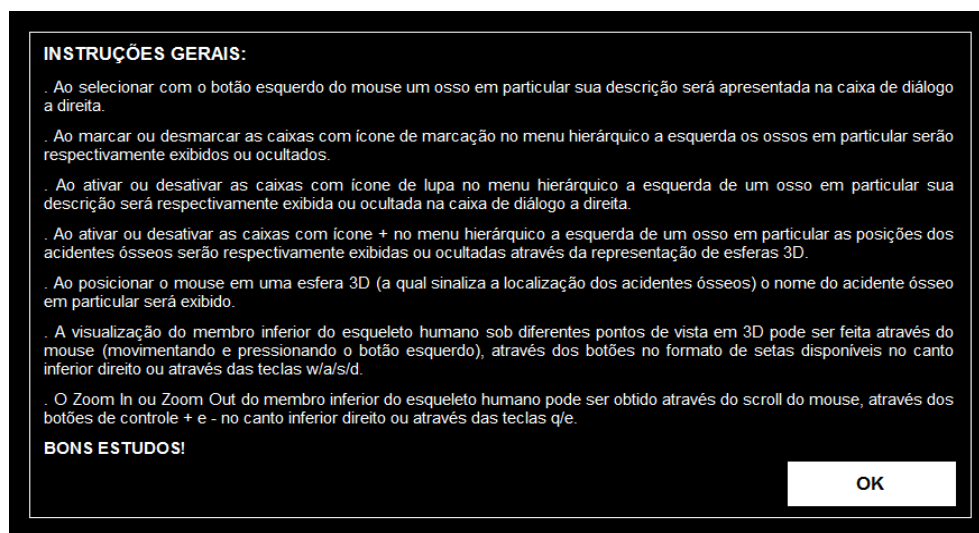 INSTRUÇÕES GERAIS:
. Ao selecionar com o botão esquerdo do mouse um osso em particular sua descrição será apresentada na caixa de diálogo
a direita.
. Ao marcar ou desmarcar as caixas com ícone de marcação no menu hierárquico a esquerda os ossos em particular serão
respectivamente exibidos ou ocultados.
. Ao ativar ou desativar as caixas com ícone de lupa no menu hierárquico a esquerda de um osso em particular sua
descrição será respectivamente exibida ou ocultada na caixa de diálogo a direita.
. Ao ativar ou desativar as caixas com ícone + no menu hierárquico a esquerda de um osso em particular as posições dos
acidentes ósseos serão respectivamente exibidas ou ocultadas através da representação de esferas 3D.
. Ao posicionar o mouse em uma esfera 3D (a qual sinaliza a localização dos acidentes ósseos) o nome do acidente ósseo
em particular será exibido.
. A visualização do membro inferior do esqueleto humano sob diferentes pontos de vista em 3D pode ser feita através do
mouse (movimentando e pressionando o botão esquerdo), através dos botões no formato de setas disponíveis no canto
inferior direito ou através das teclas w/a/s/d.
. O Zoom In ou Zoom Out do membro inferior do esqueleto humano pode ser obtido através do scroll do mouse, através dos
botões de controle + e - no canto inferior direito ou através das teclas q/e.
BONS ESTUDOS!
OK